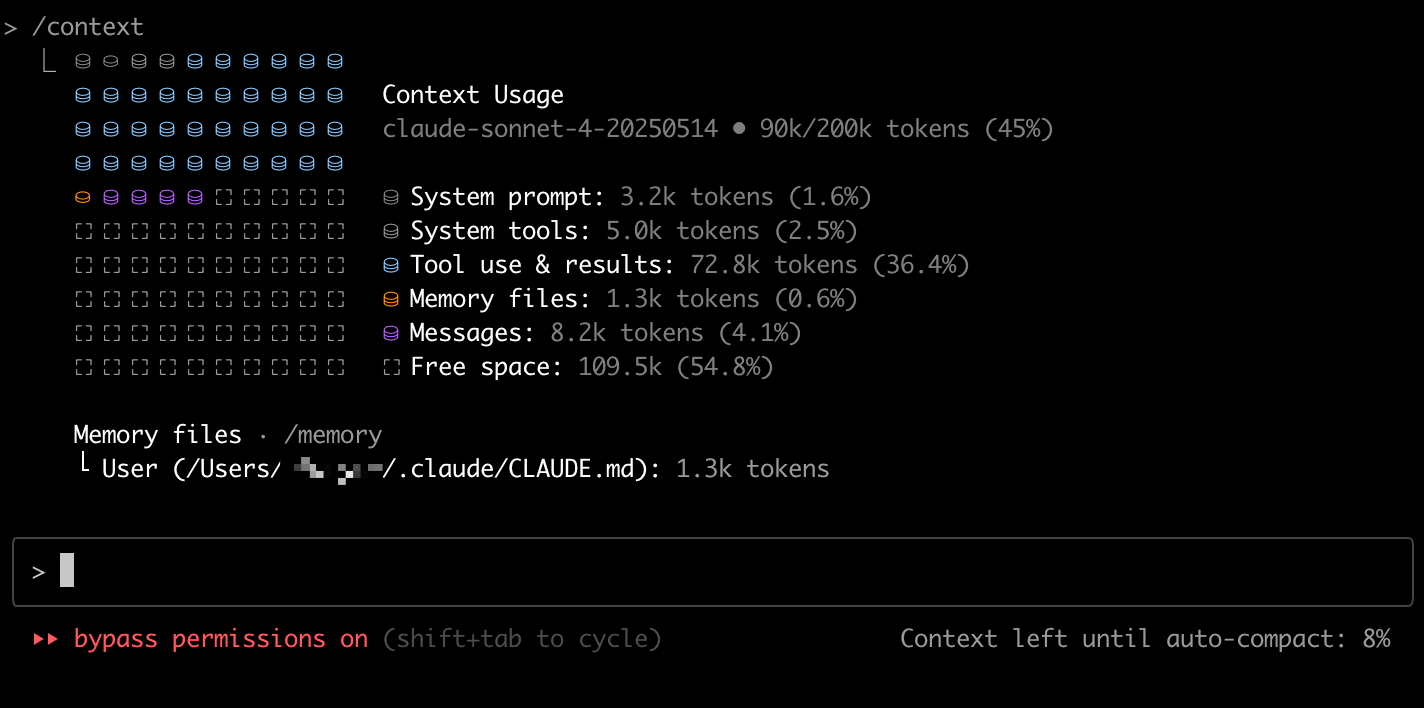 > /context
Context Usage
claude-sonnet-4-20250514 • 90k/200k tokens (45%)
System prompt: 3.2k tokens (1.6%)
System tools: 5.0k tokens (2.5%)
Tool use & results: 72.8k tokens (36.4%)
Memory files: 1.3k tokens (0.6%)
Messages: 8.2k tokens (4.1%)
Free space: 109.5k (54.8%)
Memory files · /memory
└ User (/Users/ /.claude/CLAUDE.md): 1.3k tokens
>
bypass permissions on (shift+tab to cycle)
Context left until auto-compact: 8%